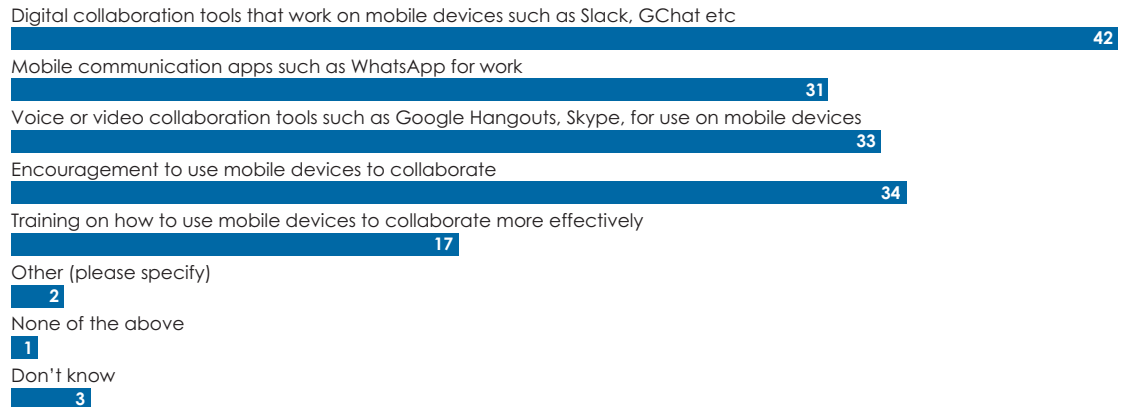 Digital collaboration tools that work on mobile devices such as Slack, GChat etc
42
Mobile communication apps such as WhatsApp for work
31
Voice or video collaboration tools such as Google Hangouts, Skype, for use on mobile devices
33
Encouragement to use mobile devices to collaborate
34
Training on how to use mobile devices to collaborate more effectively
17
Other (please specify)
2
None of the above
1
Don’t know
3